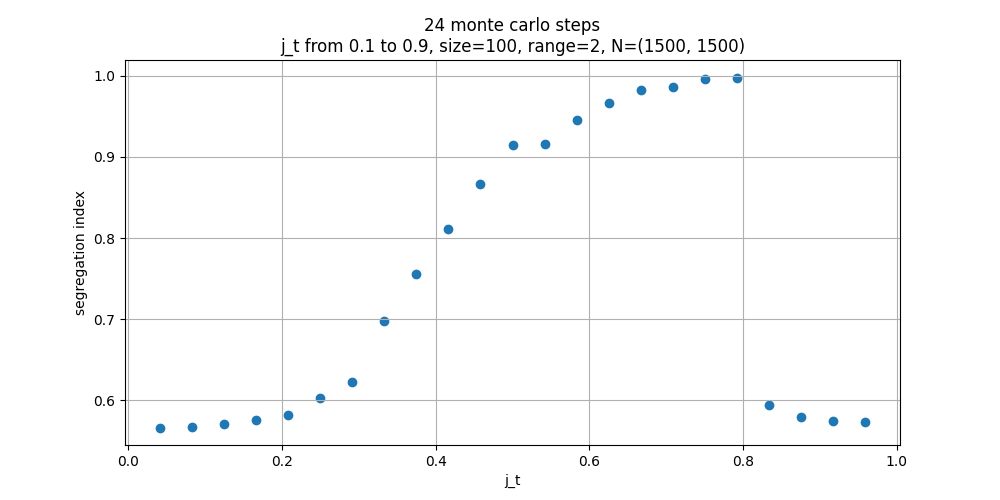 24 monte carlo steps
j_t from 0.1 to 0.9, size=100, range=2, N=(1500, 1500)
1.0
0.9
0.8
0.7
0.6
segregation index
0.0 0.2 0.4 0.6 0.8 1.0
j_t